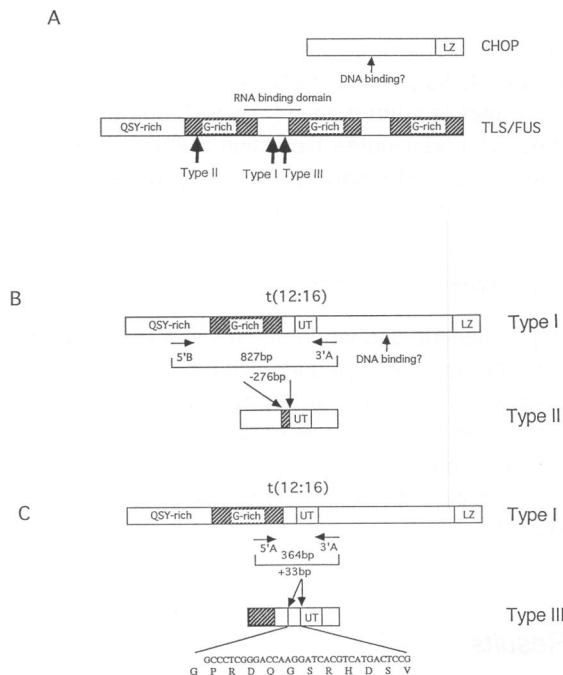 A
LZ CHOP
DNA binding?
RNA binding domain
QSY-rich G-rich G-rich G-rich TLS/FUS
Type II Type I Type III
B
t(12:16)
QSY-rich G-rich UT LZ Type I
5'B 827bp 3'A DNA binding?
-276bp
UT Type II
C
t(12:16)
QSY-rich G-rich UT LZ Type I
5'A 3'A
364bp
+33bp
UT Type III
GCCCTCGGGACCAAGGATCACGTCATGACTCCG
G P R D Q G S R H D S V
Results